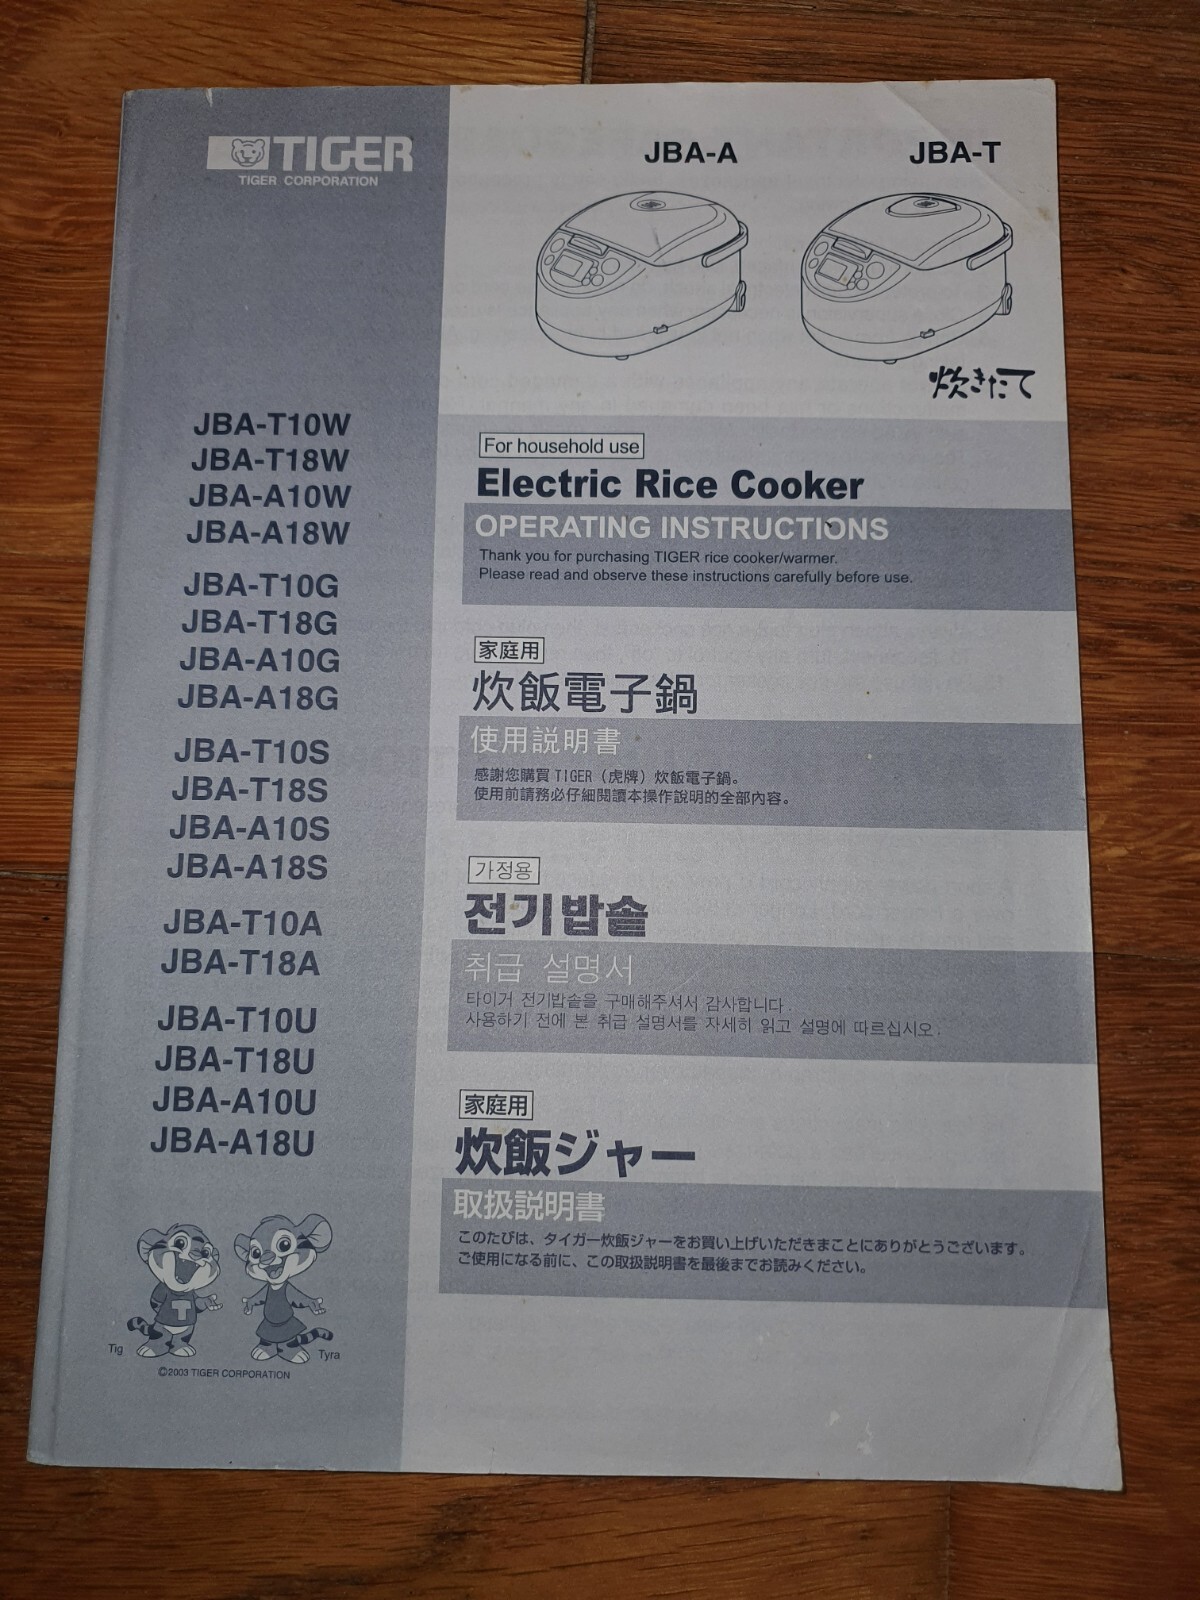 TIGER
TIGER CORPORATION
JBA-T10W
JBA-T18W
JBA-A10W
JBA-A18W
JBA-T10G
JBA-T18G
JBA-A10G
JBA-A18G
JBA-T10S
JBA-T18S
JBA-A10S
JBA-A18S
JBA-T10A
JBA-T18A
JBA-T10U
JBA-T18U
JBA-A10U
JBA-A18U
Tig
Tyra
©2003 TIGER CORPORATION
JBA-A
JBA-T
炊きたて
For household use
Electric Rice Cooker
OPERATING INSTRUCTIONS
Thank you for purchasing TIGER rice cooker/warmer.
Please read and observe these instructions carefully before use.
家庭用
炊飯電子鍋
使用説明書
感謝您購買 TIGER（虎牌）炊飯電子鍋。
使用前請務必仔細閱讀本操作說明的全部內容。
가정용
전기밥솥
취급 설명서
타이거 전기밥솥을 구매해주셔서 감사합니다.
사용하기 전에 본 취급 설명서를 자세히 읽고 설명에 따르십시오.
家庭用
炊飯ジャー
取扱説明書
このたびは、タイガー炊飯ジャーをお買い上げいただきまことにありがとうございます。
ご使用になる前に、この取扱説明書を最後までお読みください。